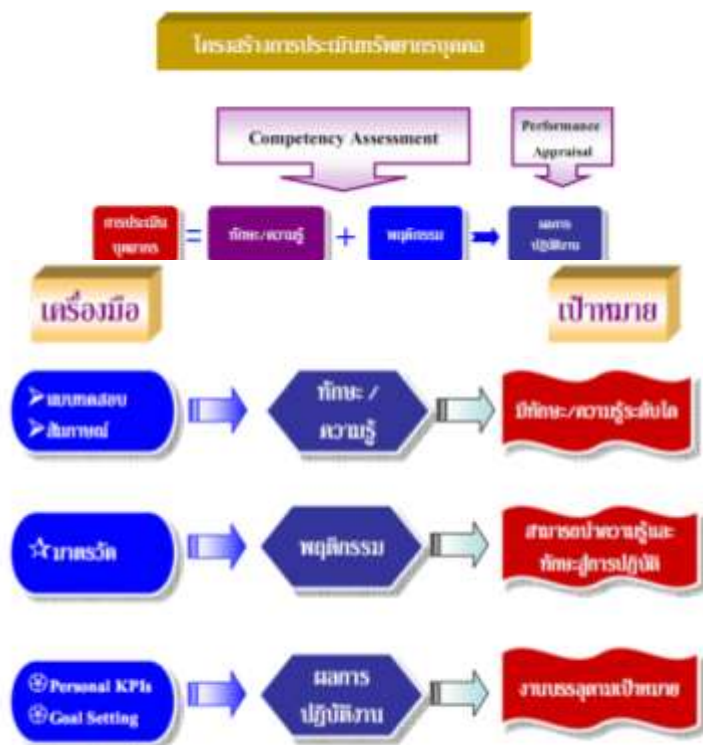 โครงสร้างการประเมินทรัพยากรบุคคล
Competency Assessment
Performance
Appraisal
การประเมิน
บุคลากร
=
ทักษะ/ความรู้
+
พฤติกรรม
ผลการ
ปฏิบัติงาน
เครื่องมือ
เป้าหมาย
แบบทดสอบ
สัมภาษณ์
ทักษะ /
ความรู้
มีทักษะ/ความรู้ระดับใด
มาตรวัด
พฤติกรรม
สามารถนำความรู้และ
ทักษะสู่การปฏิบัติ
Personal KPIs
Goal Setting
ผลการ
ปฏิบัติงาน
งานบรรลุตามเป้าหมาย